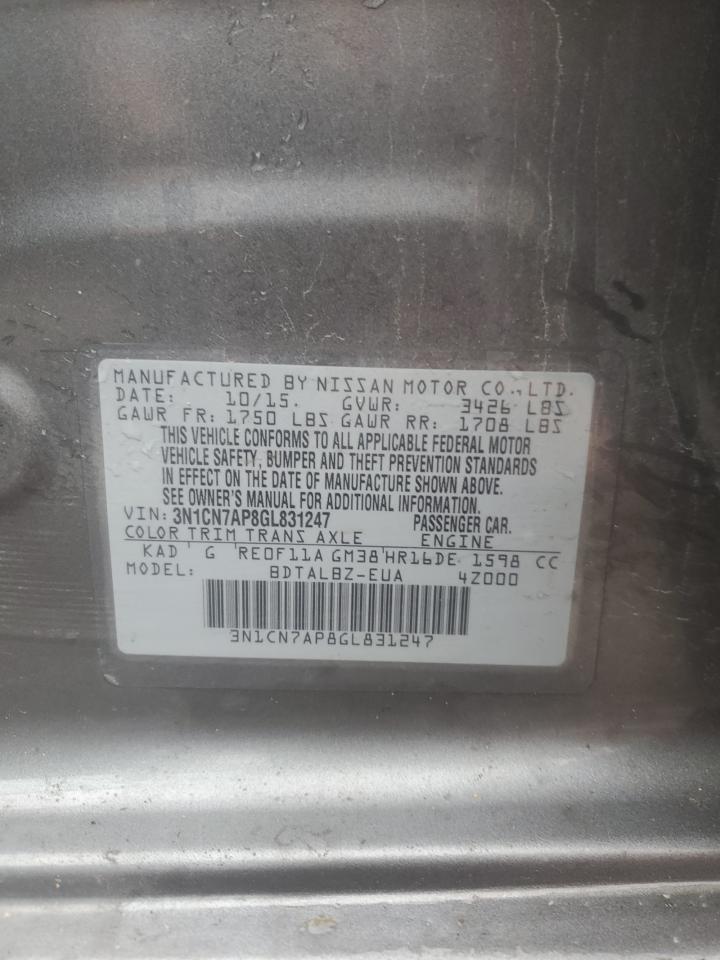 MANUFACTURED BY NISSAN MOTOR CO., LTD.
DATE: 10/15. GVWR: 3426 LBS
GAWR FR: 1750 LBS GAWR RR: 1708 LBS
THIS VEHICLE CONFORMS TO ALL APPLICABLE FEDERAL MOTOR
VEHICLE SAFETY, BUMPER AND THEFT PREVENTION STANDARDS
IN EFFECT ON THE DATE OF MANUFACTURE SHOWN ABOVE.
SEE OWNER'S MANUAL FOR ADDITIONAL INFORMATION.
VIN: 3N1CN7AP8GL831247 PASSENGER CAR.
COLOR TRIM TRANS AXLE ENGINE
KAD G RE0F11A GM38 HR16DE 1598 CC
MODEL: BDTALBZ-EUA 4Z000
3N1CN7AP8GL831247